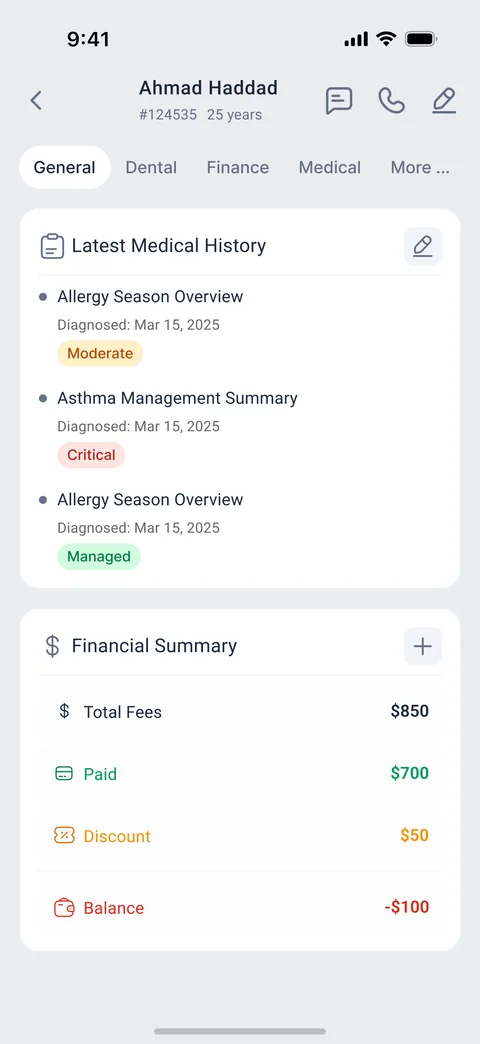 9:41
Ahmad Haddad
#124535 25 years
General Dental Finance Medical More ...
Latest Medical History
Allergy Season Overview
Diagnosed: Mar 15, 2025
Moderate
Asthma Management Summary
Diagnosed: Mar 15, 2025
Critical
Allergy Season Overview
Diagnosed: Mar 15, 2025
Managed
$ Financial Summary
$ Total Fees $850
Paid $700
Discount $50
Balance -$100